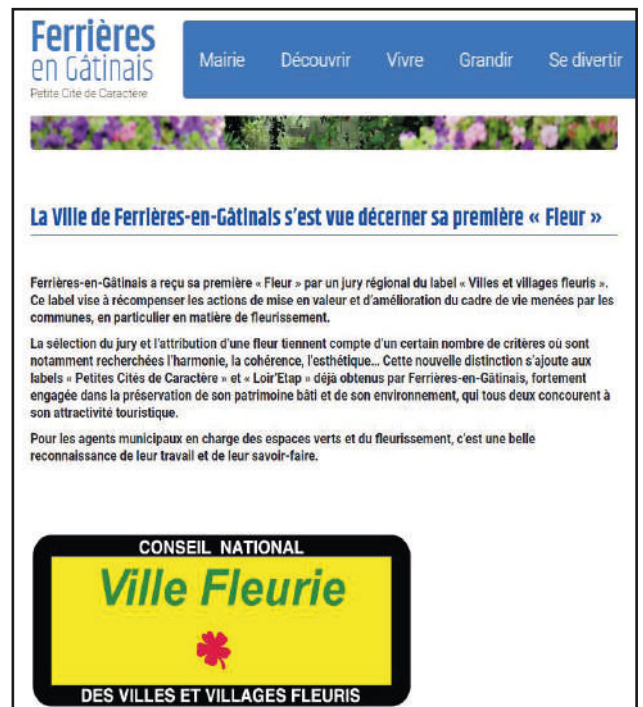 Ferrières
en Gâtinais
Petite Cité de Caractère
Mairie Découvrir Vivre Grandir Se divertir
La Ville de Ferrières-en-Gâtinais s'est vue décerner sa première « Fleur »
Ferrières-en-Gâtinais a reçu sa première « Fleur » par un jury régional du label « Villes et villages fleuris ».
Ce label vise à récompenser les actions de mise en valeur et d'amélioration du cadre de vie menées par les
communes, en particulier en matière de fleurissement.
La sélection du jury et l'attribution d'une fleur tiennent compte d'un certain nombre de critères où sont
notamment recherchées l'harmonie, la cohérence, l'esthétique... Cette nouvelle distinction s'ajoute aux
labels « Petites Cités de Caractère » et « Loir'Etap » déjà obtenus par Ferrières-en-Gâtinais, fortement
engagée dans la préservation de son patrimoine bâti et de son environnement, qui tous deux concourent à
son attractivité touristique.
Pour les agents municipaux en charge des espaces verts et du fleurissement, c'est une belle
reconnaissance de leur travail et de leur savoir-faire.
CONSEIL NATIONAL
Ville Fleurie
DES VILLES ET VILLAGES FLEURIS